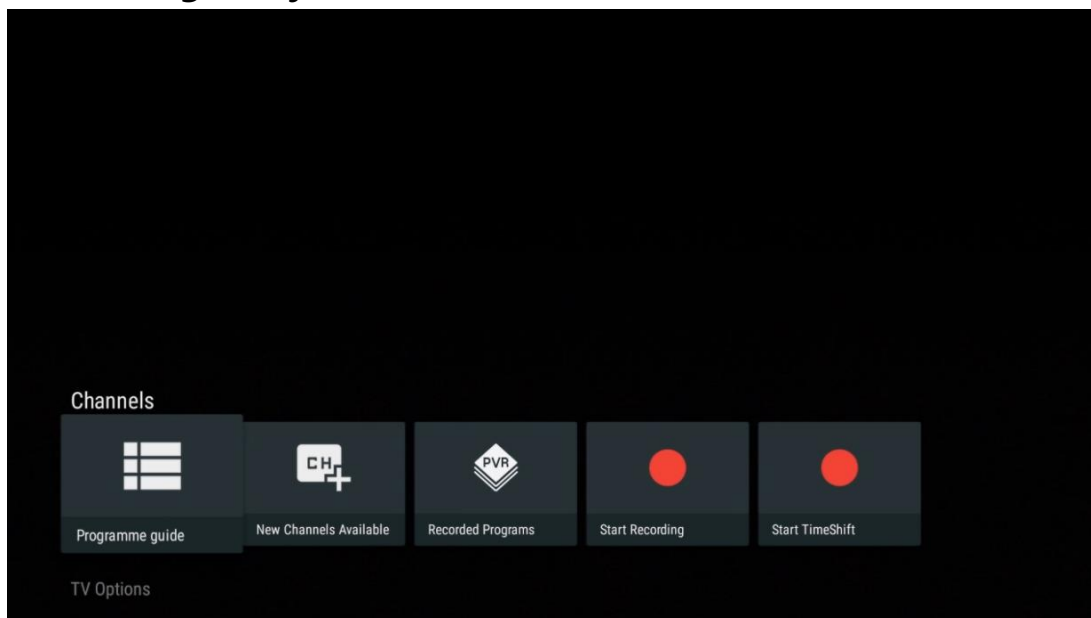 Channels
CH
PVR
Programme guide
New Channels Available
Recorded Programs
Start Recording
Start TimeShift
TV Options